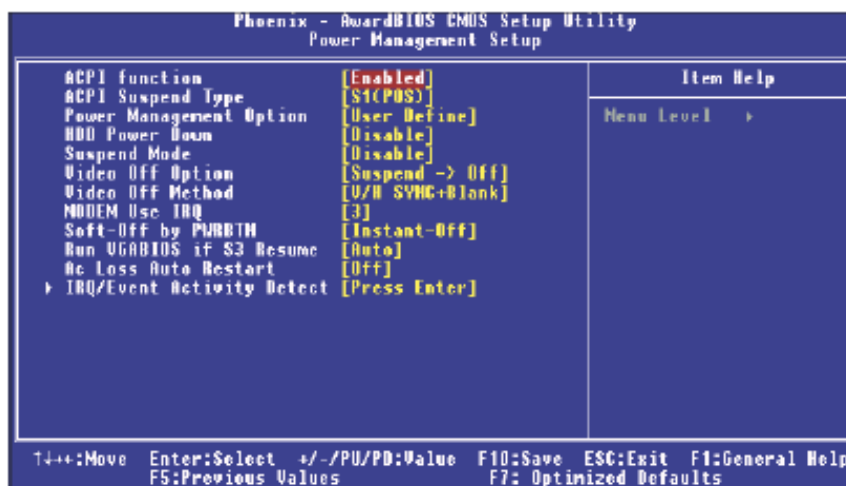 Phoenix - AwardBIOS CMOS Setup Utility
Power Management Setup
ACPI function [Enabled]
ACPI Suspend Type [S1(POS)]
Power Management Option [User Define]
HDD Power Down [Disable]
Suspend Mode [Disable]
Video Off Option [Suspend -> Off]
Video Off Method [V/H SYNC+Blank]
MODEM Use IRQ [3]
Soft-Off by PWRBTN [Instant-Off]
Run VGABIOS if S3 Resume [Auto]
Ac Loss Auto Restart [Off]
IRQ/Event Activity Detect [Press Enter]
Item Help
Menu Level
↑↓→←:Move Enter:Select +/-/PU/PD:Value F10:Save ESC:Exit F1:General Help
F5:Previous Values F7: Optimized Defaults